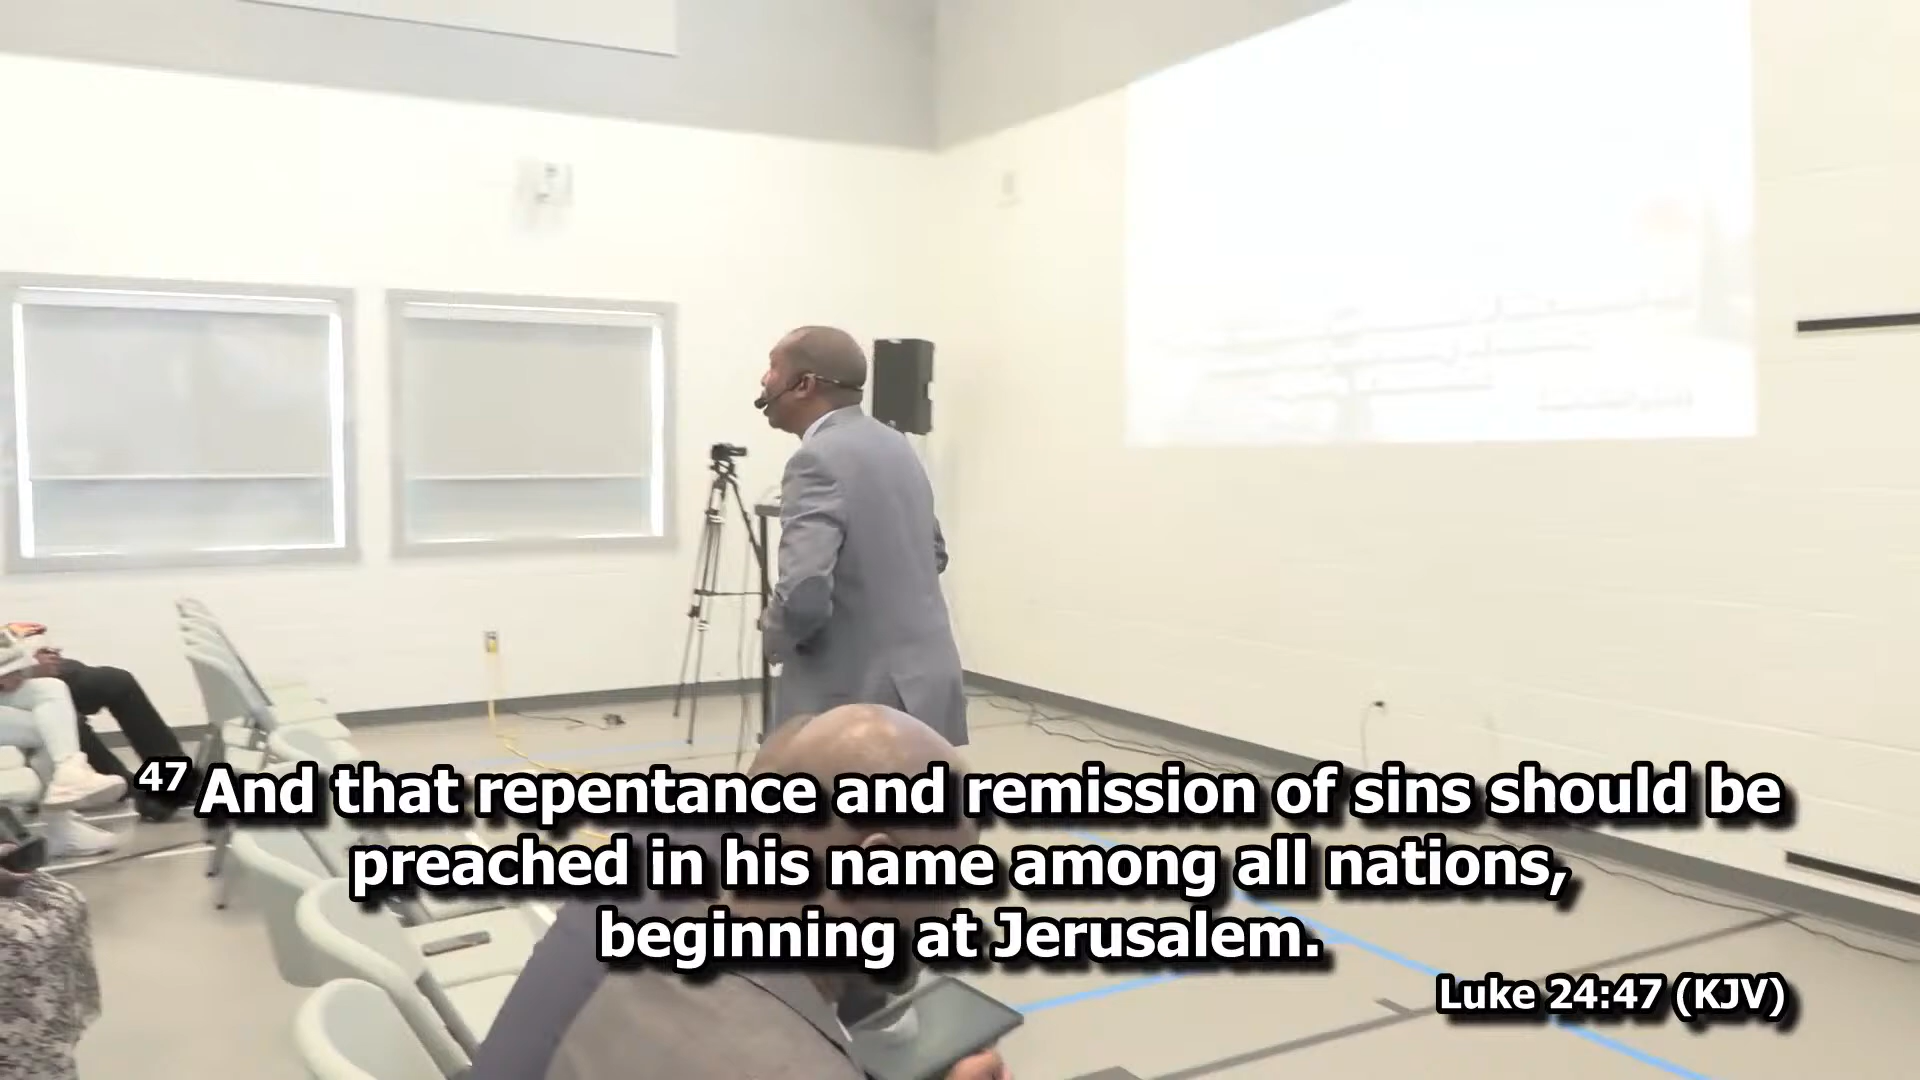 47 And that repentance and remission of sins should be
preached in his name among all nations,
beginning at Jerusalem.
Luke 24:47 (KJV)